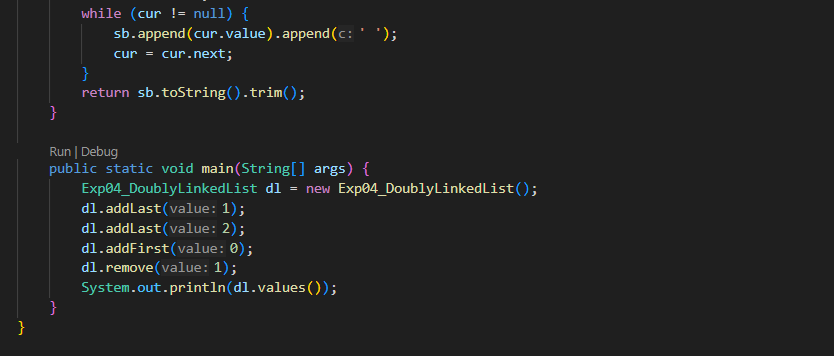 while (cur != null) {
sb.append(cur.value).append(c:' ');
cur = cur.next;
}
return sb.toString().trim();
}
Run | Debug
public static void main(String[] args) {
Exp04_DoublyLinkedList dl = new Exp04_DoublyLinkedList();
dl.addLast(value:1);
dl.addLast(value:2);
dl.addFirst(value:0);
dl.remove(value:1);
System.out.println(dl.values());
}
}